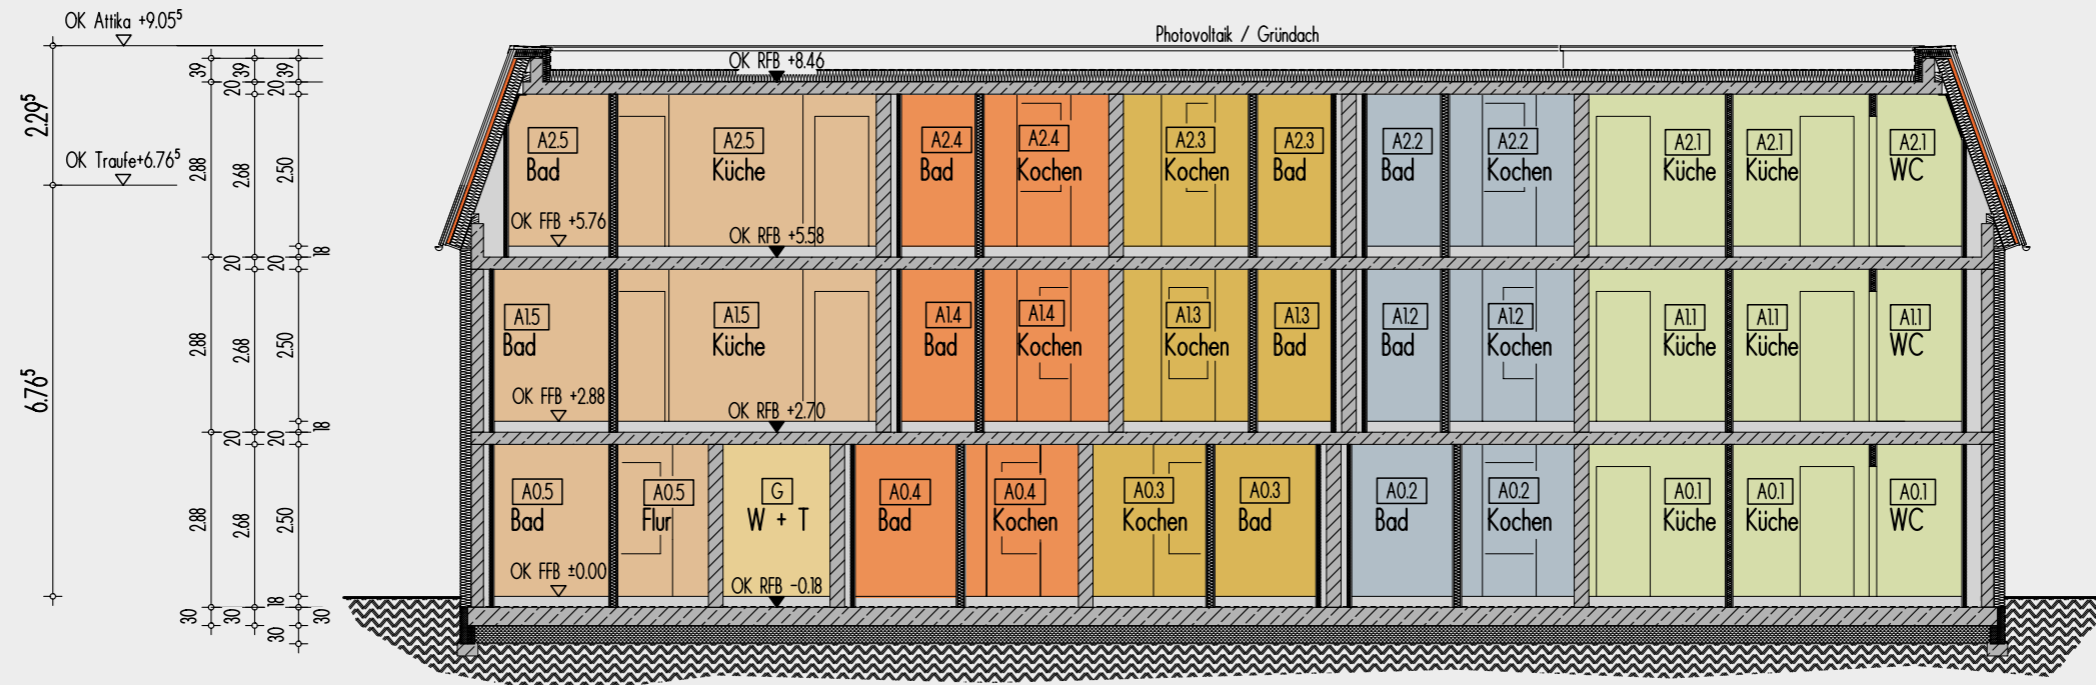 OK Attika +9.05⁵
Photovoltaik / Gründach
OK RFB +8.46
39 39 39
20 20
2.29⁵
OK Traufe+6.76⁵
2.88 2.68 2.50
A2.5 Bad
A2.5 Küche
A2.4 Bad
A2.4 Kochen
A2.3 Kochen
A2.3 Bad
A2.2 Bad
A2.2 Kochen
A2.1 Küche
A2.1 Küche
A2.1 WC
OK FFB +5.76
OK RFB +5.58
20 20 18
6.76⁵
2.88 2.68 2.50
A1.5 Bad
A1.5 Küche
A1.4 Bad
A1.4 Kochen
A1.3 Kochen
A1.3 Bad
A1.2 Bad
A1.2 Kochen
A1.1 Küche
A1.1 Küche
A1.1 WC
OK FFB +2.88
OK RFB +2.70
20 20 18
2.88 2.68 2.50
A0.5 Bad
A0.5 Flur
G W + T
A0.4 Bad
A0.4 Kochen
A0.3 Kochen
A0.3 Bad
A0.2 Bad
A0.2 Kochen
A0.1 Küche
A0.1 Küche
A0.1 WC
OK FFB ±0.00
OK RFB -0.18
30 30 18 30
30